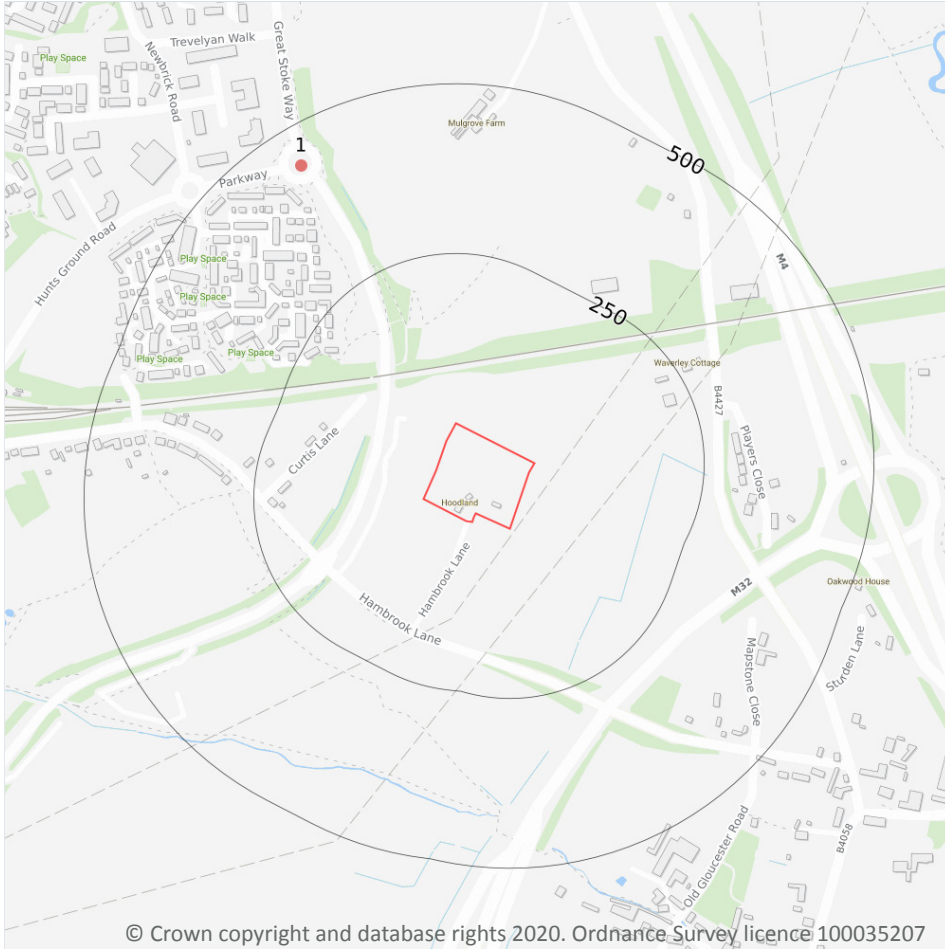 Trevelyan Walk
Great Stoke Way
Newbrick Road
Play Space
Mulgrove Farm
1
Parkway
500
Hunts Ground Road
Play Space
M4
Play Space
250
Play Space
Play Space
Waverley Cottage
B4427
Curtis Lane
Players Close
Hoodland
Hambrook Lane
M32
Oakwood House
Hambrook Lane
Mapstone Close
Sturden Lane
Old Gloucester Road
B4058
© Crown copyright and database rights 2020. Ordnance Survey licence 100035207